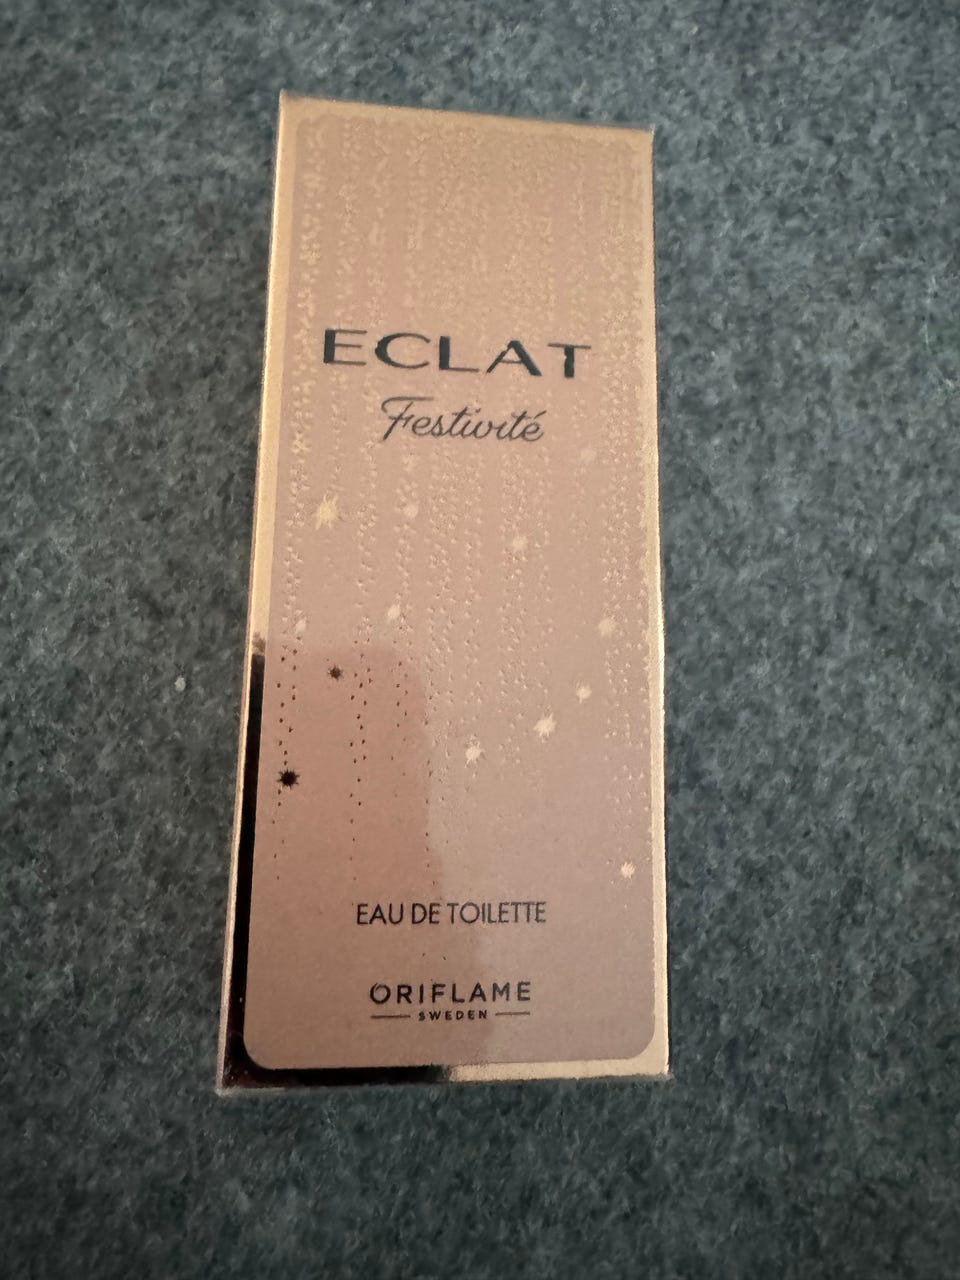 ECLAT
Festivité
EAU DE TOILETTE
ORIFLAME
SWEDEN